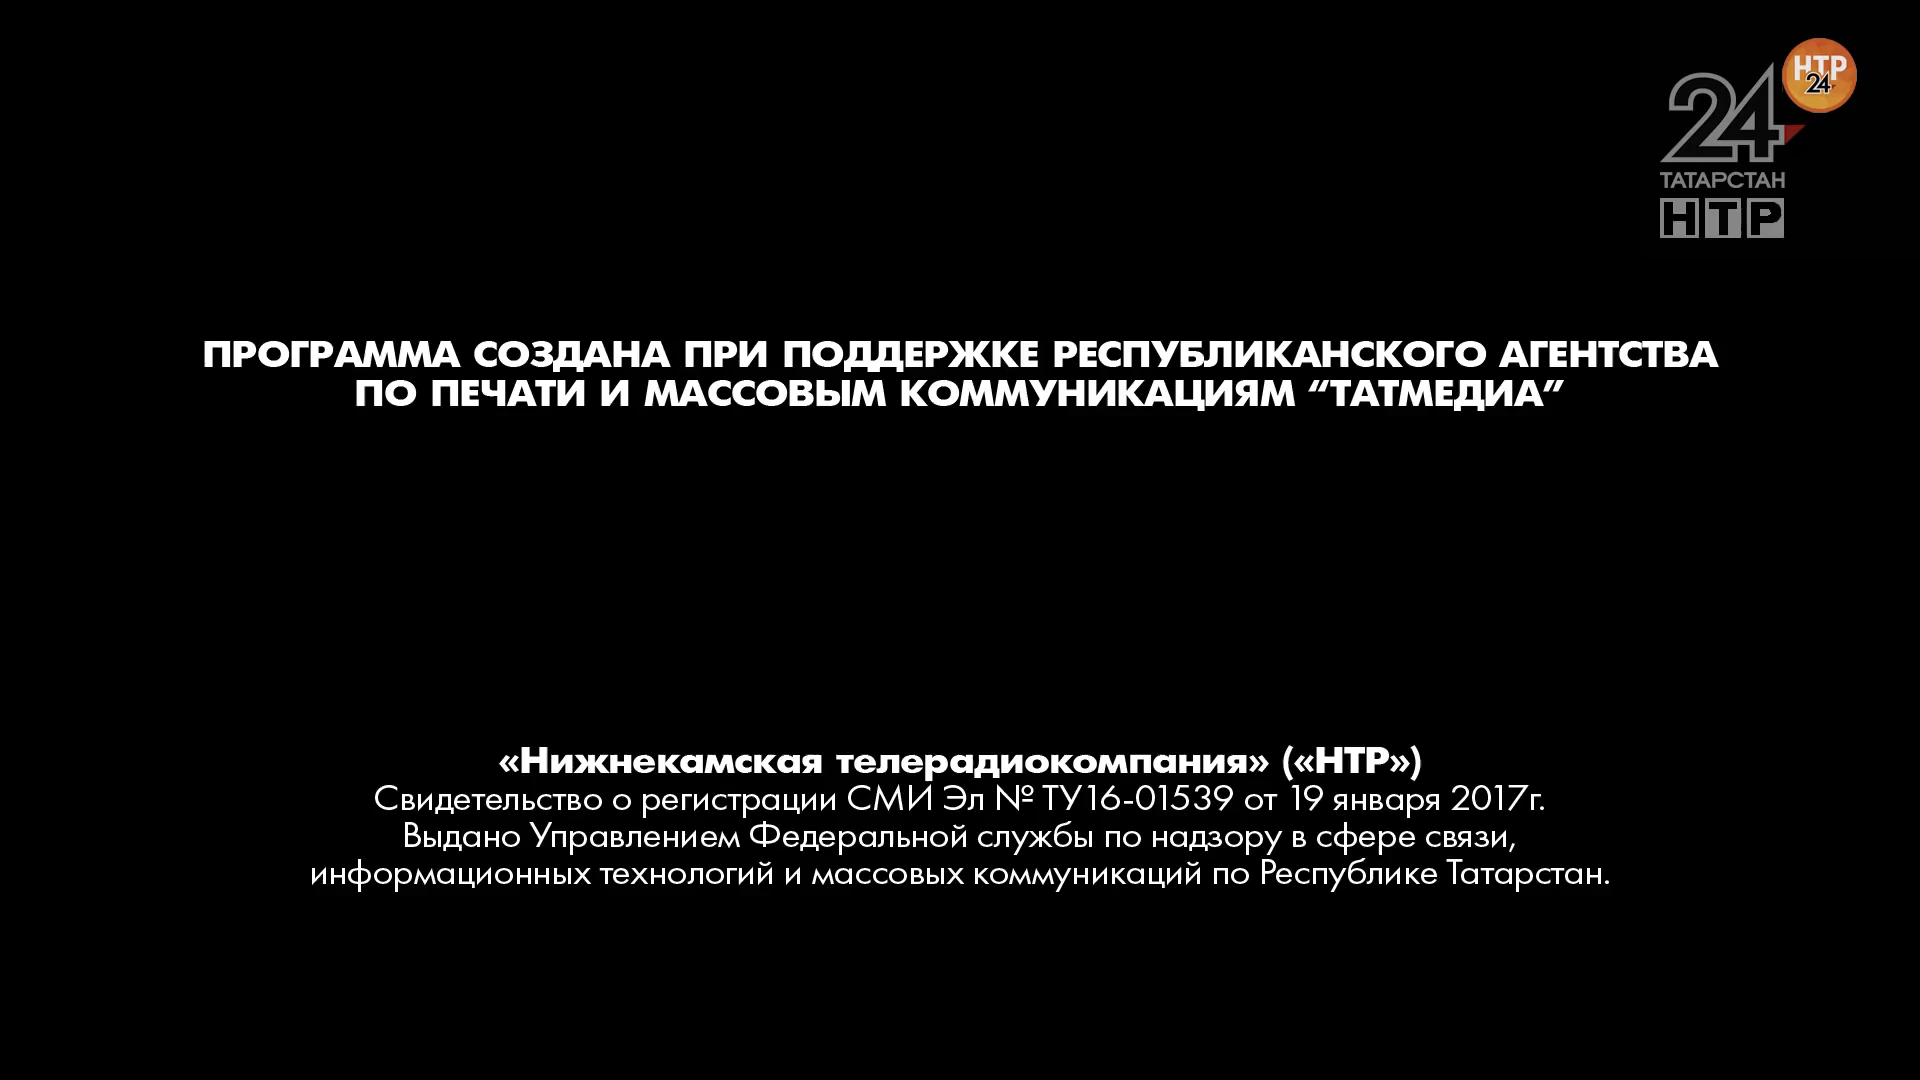 НТР
24
24
ТАТАРСТАН
НТР
ПРОГРАММА СОЗДАНА ПРИ ПОДДЕРЖКЕ РЕСПУБЛИКАНСКОГО АГЕНТСТВА
ПО ПЕЧАТИ И МАССОВЫМ КОММУНИКАЦИЯМ “ТАТМЕДИА”
«Нижнекамская телерадиокомпания» («НТР»)
Свидетельство о регистрации СМИ Эл № ТУ16-01539 от 19 января 2017г.
Выдано Управлением Федеральной службы по надзору в сфере связи,
информационных технологий и массовых коммуникаций по Республике Татарстан.